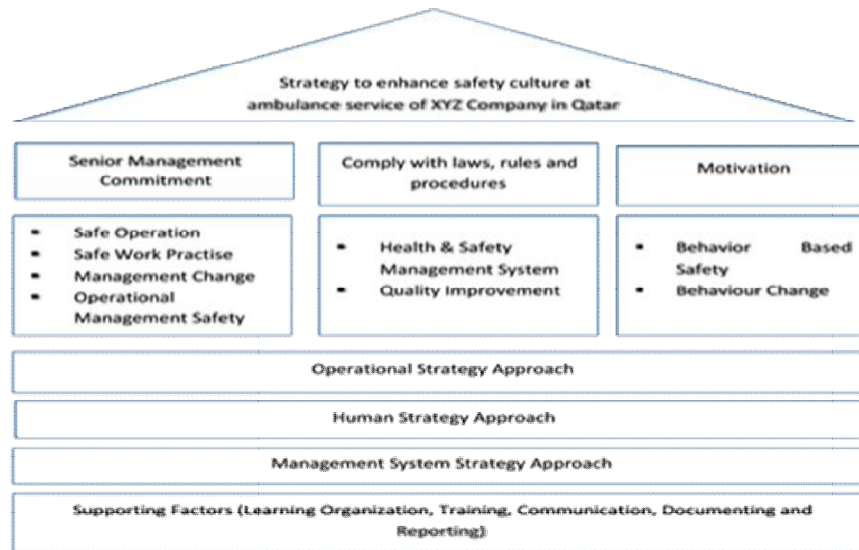 Strategy to enhance safety culture at
ambulance service of XYZ Company in Qatar
Senior Management
Commitment
Comply with laws, rules and
procedures
Motivation
▪ Safe Operation
▪ Safe Work Practise
▪ Management Change
▪ Operational
Management Safety
▪ Health & Safety
Management System
▪ Quality Improvement
▪ Behavior Based
Safety
▪ Behaviour Change
Operational Strategy Approach
Human Strategy Approach
Management System Strategy Approach
Supporting Factors (Learning Organization, Training, Communication, Documenting and
Reporting)